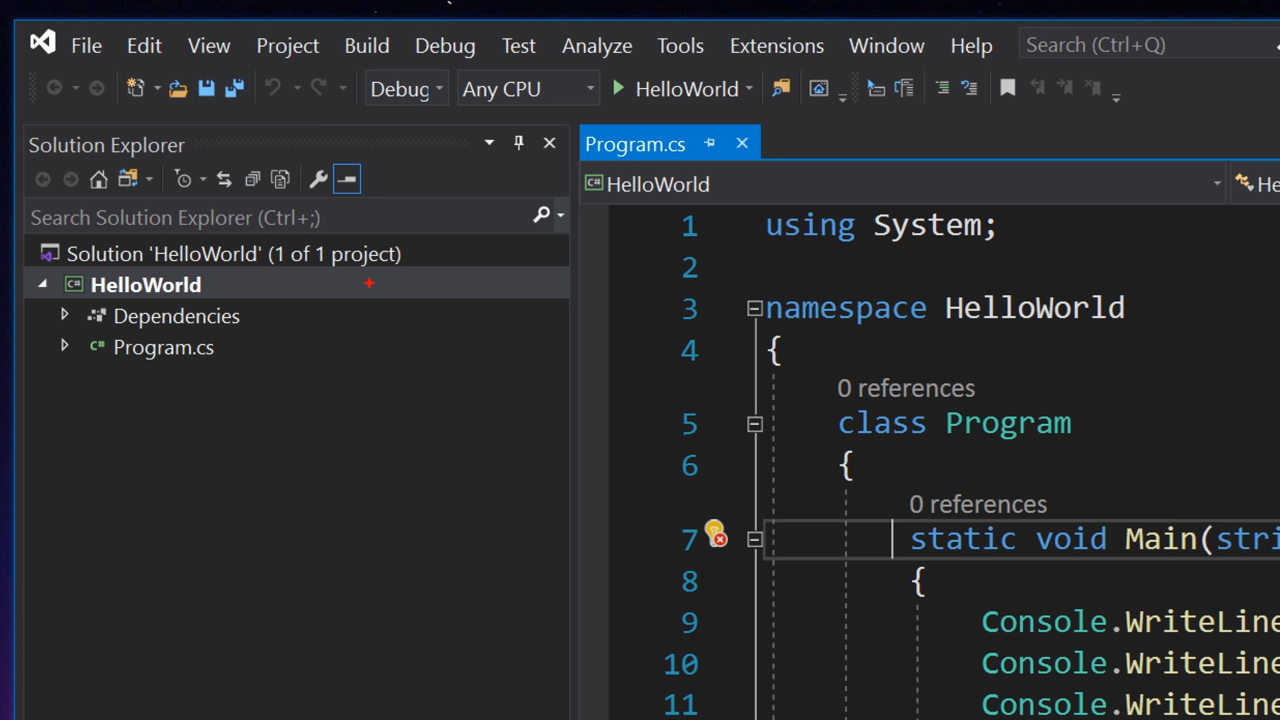 File Edit View Project Build Debug Test Analyze Tools Extensions Window Help Search (Ctrl+Q)
Debug Any CPU HelloWorld
Solution Explorer
Search Solution Explorer (Ctrl+;)
Solution 'HelloWorld' (1 of 1 project)
C# HelloWorld
Dependencies
C# Program.cs
Program.cs
C# HelloWorld
1 using System;
2
3 namespace HelloWorld
4 {
0 references
5 class Program
6 {
0 references
7 static void Main(stri
8 {
9 Console.WriteLine
10 Console.WriteLine
11 Console.WriteLine